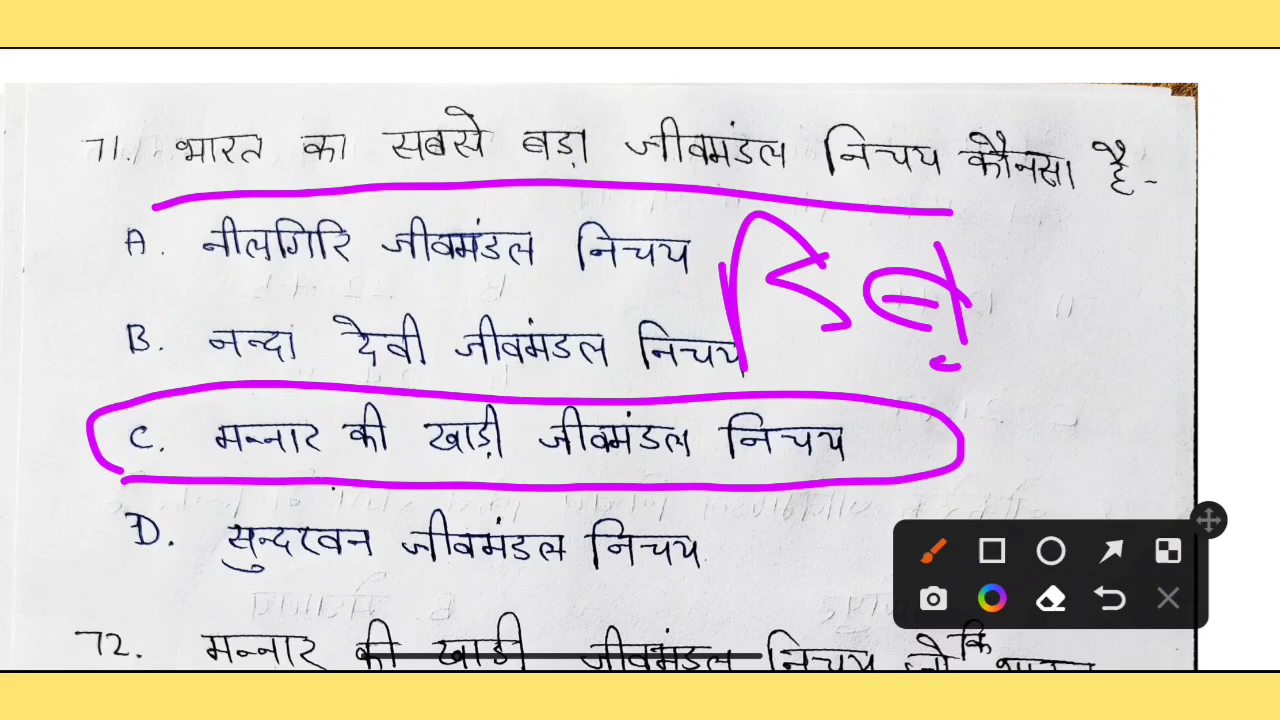 71. भारत का सबसे बड़ा जीवमंडल निचय कौनसा है-
A. नीलगिरि जीवमंडल निचय
B. नन्दा देवी जीवमंडल निचय
C. मन्नार की खाड़ी जीवमंडल निचय
D. सुन्दरवन जीवमंडल निचय
72. मन्नार की खाड़ी जीवमंडल निचय जो कि